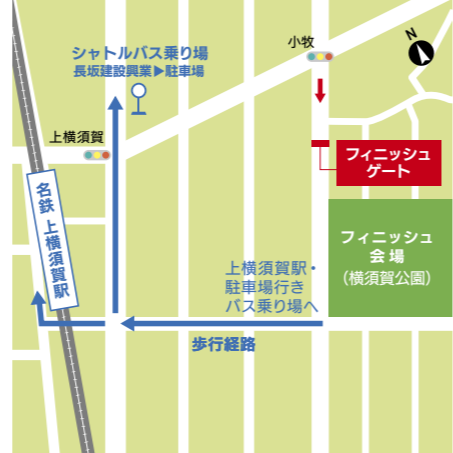 シャトルバス乗り場
長坂建設興業▶駐車場
小牧
N
上横須賀
フィニッシュ
ゲート
名鉄 上横須賀駅
フィニッシュ
会場
(横須賀公園)
上横須賀駅・
駐車場行き
バス乗り場へ
歩行経路